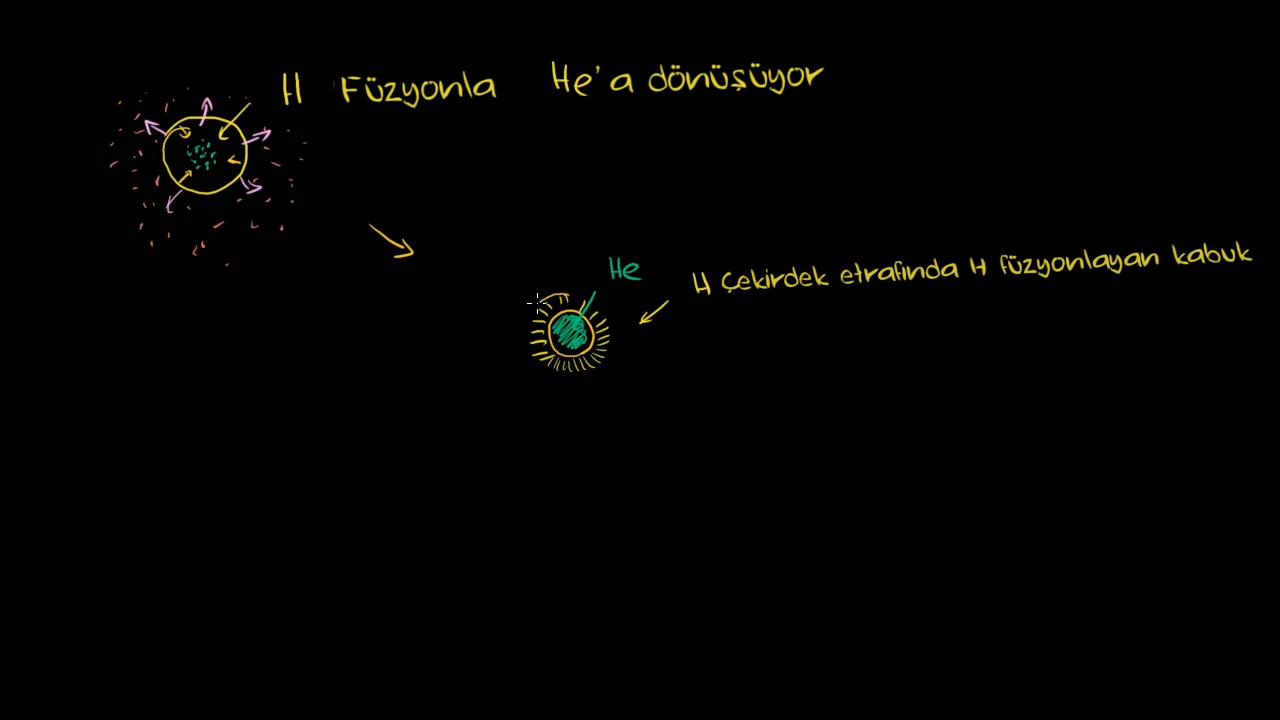 H Füzyonla He'a dönüşüyor
He
H Çekirdek etrafında H füzyonlayan kabuk